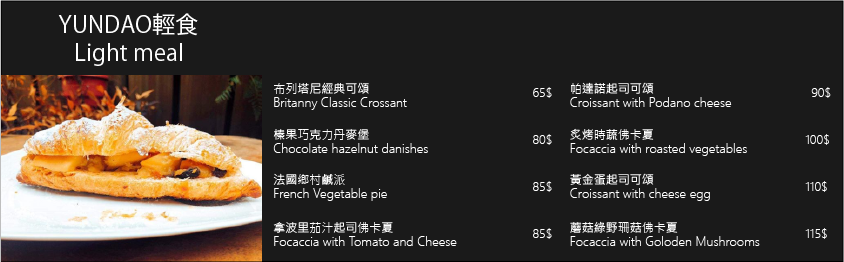 YUNDAO輕食
Light meal
布列塔尼經典可頌
Britanny Classic Crossant
65$
榛果巧克力丹麥堡
Chocolate hazelnut danishes
80$
法國鄉村鹹派
French Vegetable pie
85$
拿波里茄汁起司佛卡夏
Focaccia with Tomato and Cheese
85$
帕達諾起司可頌
Croissant with Podano cheese
90$
炙烤時蔬佛卡夏
Focaccia with roasted vegetables
100$
黃金蛋起司可頌
Croissant with cheese egg
110$
蘑菇綠野珊菇佛卡夏
Focaccia with Goloden Mushrooms
115$